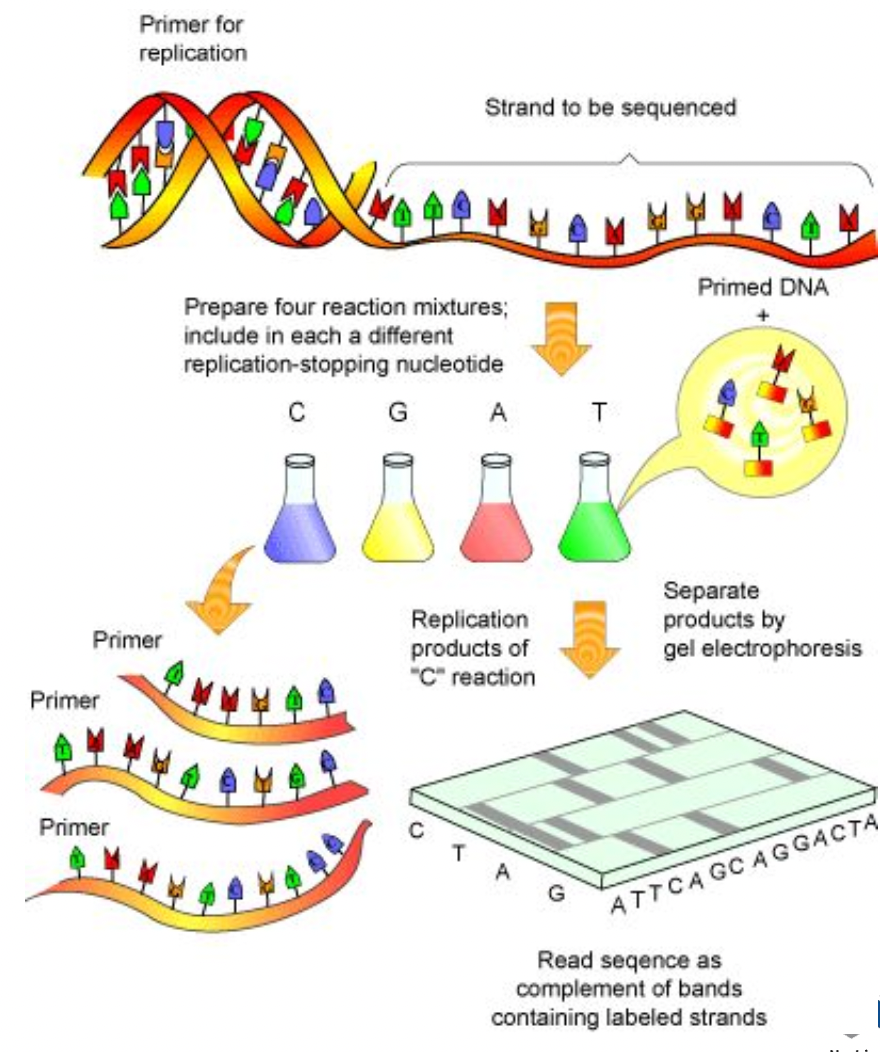 Primer for
replication
Strand to be sequenced
Primed DNA
+
Prepare four reaction mixtures;
include in each a different
replication-stopping nucleotide
C G A T
Separate
products by
gel electrophoresis
Replication
products of
"C" reaction
Primer
Primer
Primer
C
T
A
G
ATTCAGCAGGACTA
Read seqence as
complement of bands
containing labeled strands